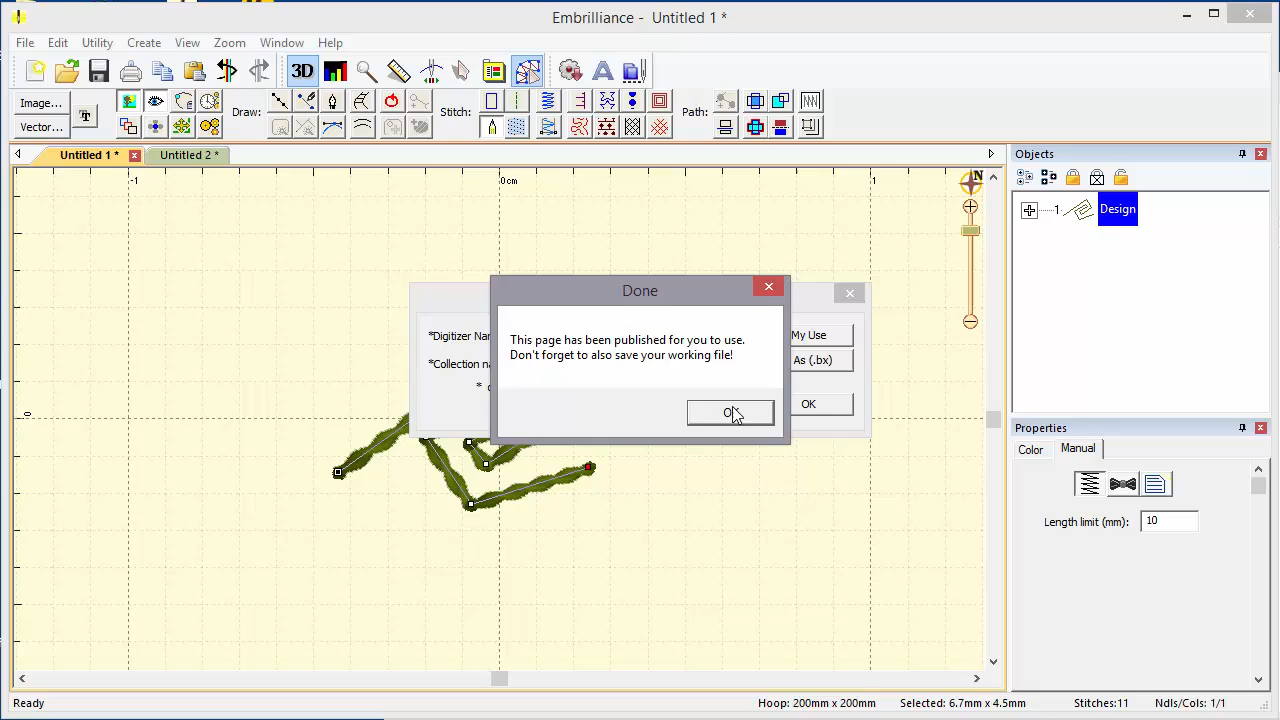 Embrilliance - Untitled 1 *
File Edit Utility Create View Zoom Window Help
3D
Image...
Vector...
Draw:
Stitch:
Path:
Untitled 1 *
Untitled 2 *
-1
0cm
1
N
0
Done
This page has been published for you to use.
Don't forget to also save your working file!
*Digitizer Nam
*Collection na
*
My Use
As (.bx)
OK
Objects
1 Design
Properties
Color Manual
Length limit (mm): 10
Ready
Hoop: 200mm x 200mm
Selected: 6.7mm x 4.5mm
Stitches:11
Ndls/Cols: 1/1